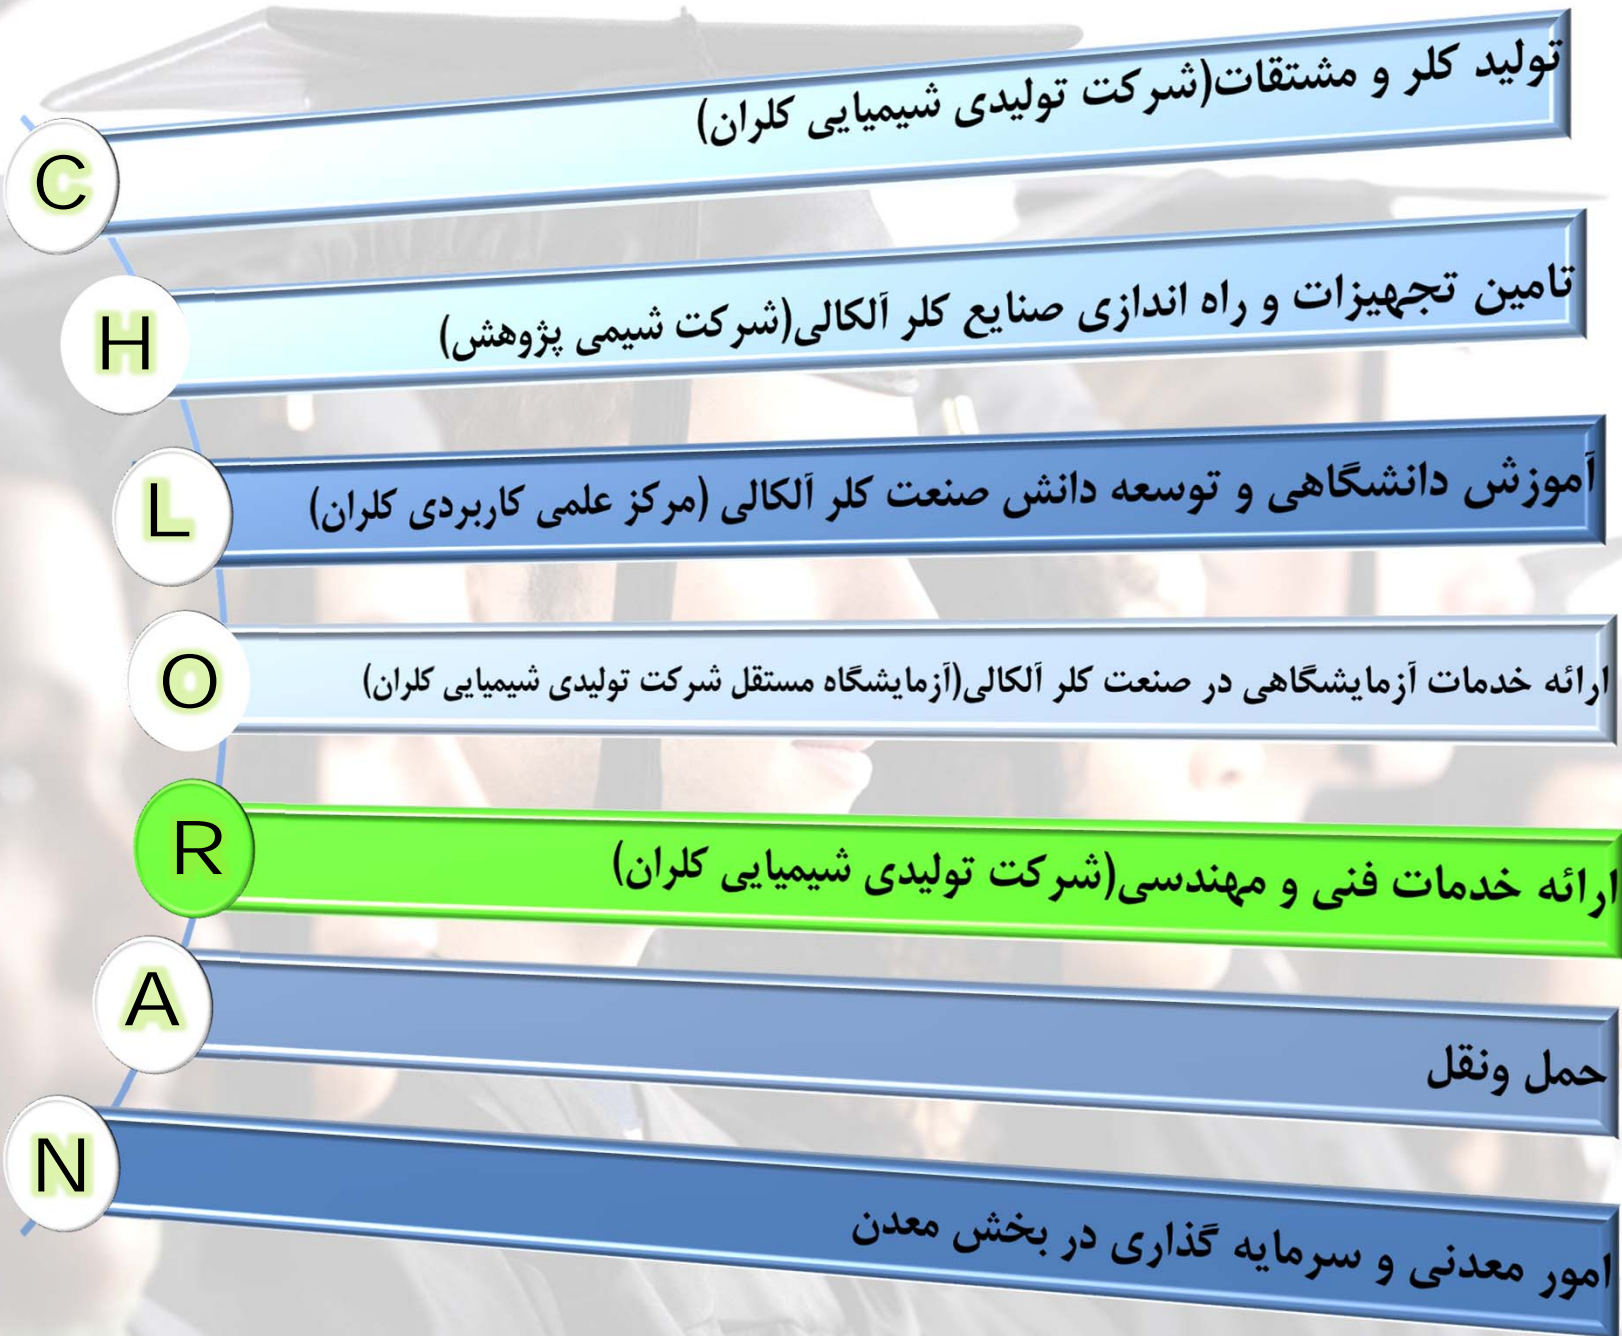 C
تولید کلر و مشتقات(شرکت تولیدی شیمیایی کلران)
H
تامین تجهیزات و راه اندازی صنایع کلر آلکالی(شرکت شیمی پژوهش)
L
آموزش دانشگاهی و توسعه دانش صنعت کلر آلکالی (مرکز علمی کاربردی کلران)
O
ارائه خدمات آزمایشگاهی در صنعت کلر آلکالی(آزمایشگاه مستقل شرکت تولیدی شیمیایی کلران)
R
ارائه خدمات فنی و مهندسی(شرکت تولیدی شیمیایی کلران)
A
حمل ونقل
N
امور معدنی و سرمایه گذاری در بخش معدن